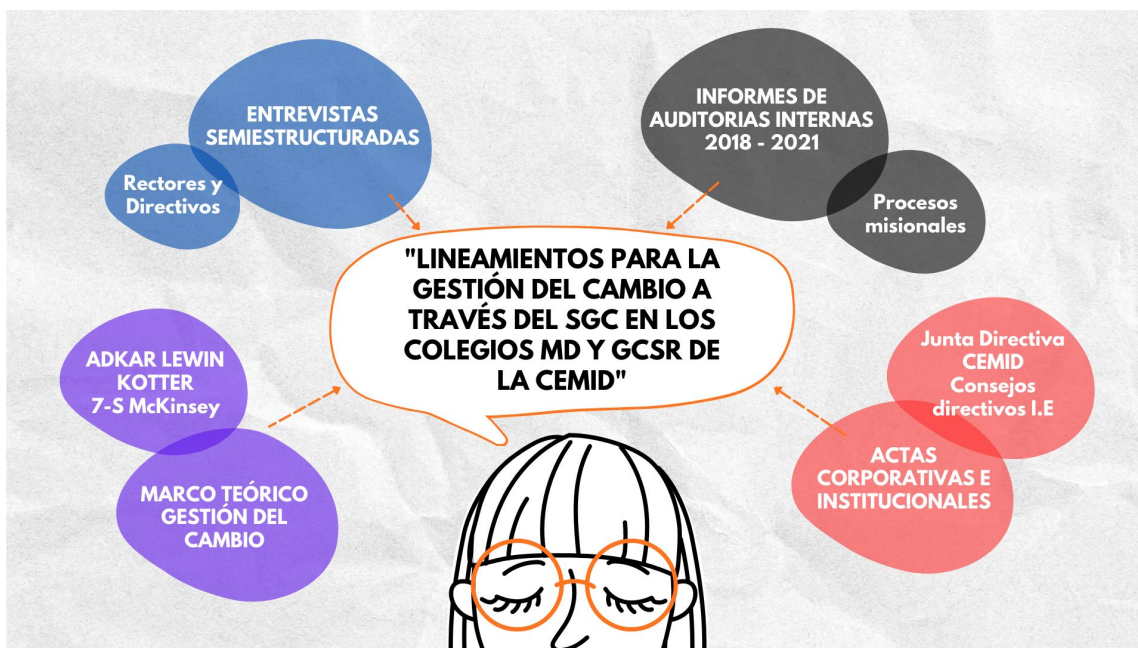 ENTREVISTAS
SEMIESTRUCTURADAS
Rectores y
Directivos
INFORMES DE
AUDITORIAS INTERNAS
2018 - 2021
Procesos
misionales
"LINEAMIENTOS PARA LA
GESTIÓN DEL CAMBIO A
TRAVÉS DEL SGC EN LOS
COLEGIOS MD Y GCSR DE
LA CEMID"
ADKAR LEWIN
KOTTER
7-S McKinsey
MARCO TEÓRICO
GESTIÓN DEL
CAMBIO
Junta Directiva
CEMID
Consejos
directivos I.E
ACTAS
CORPORATIVAS E
INSTITUCIONALES